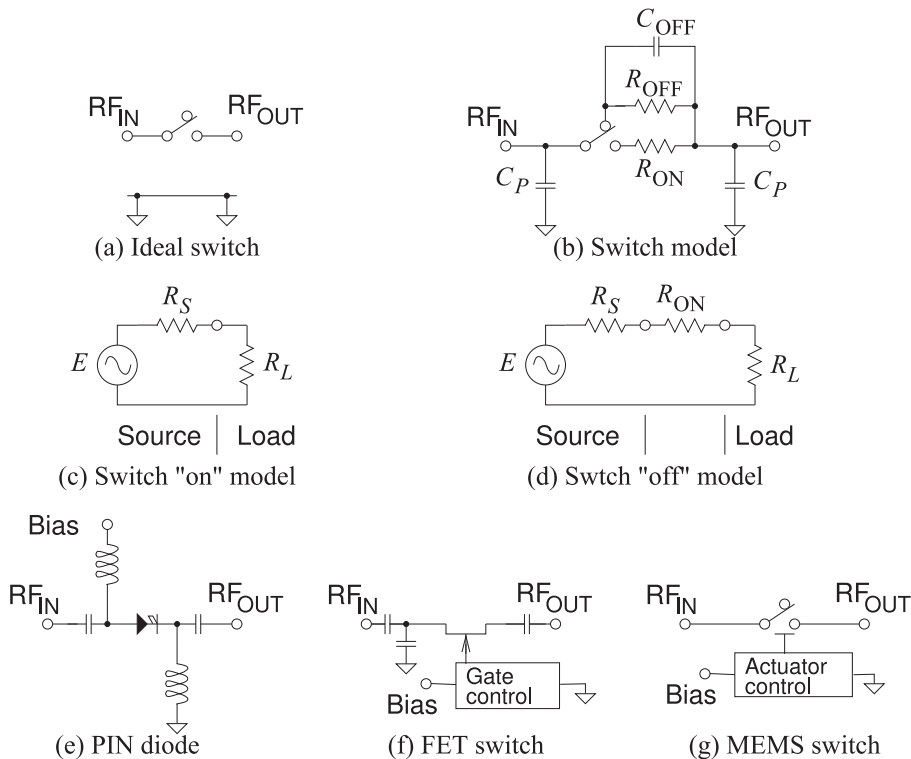 C_OFF
R_OFF
RF_IN RF_OUT
RF_IN RF_OUT
C_P R_ON C_P
(a) Ideal switch
(b) Switch model
R_S
E R_L
Source | Load
(c) Switch "on" model
R_S R_ON
E R_L
Source | | Load
(d) Swtch "off" model
Bias
RF_IN RF_OUT
(e) PIN diode
RF_IN RF_OUT
Gate
control
Bias
(f) FET switch
RF_IN RF_OUT
Actuator
control
Bias
(g) MEMS switch